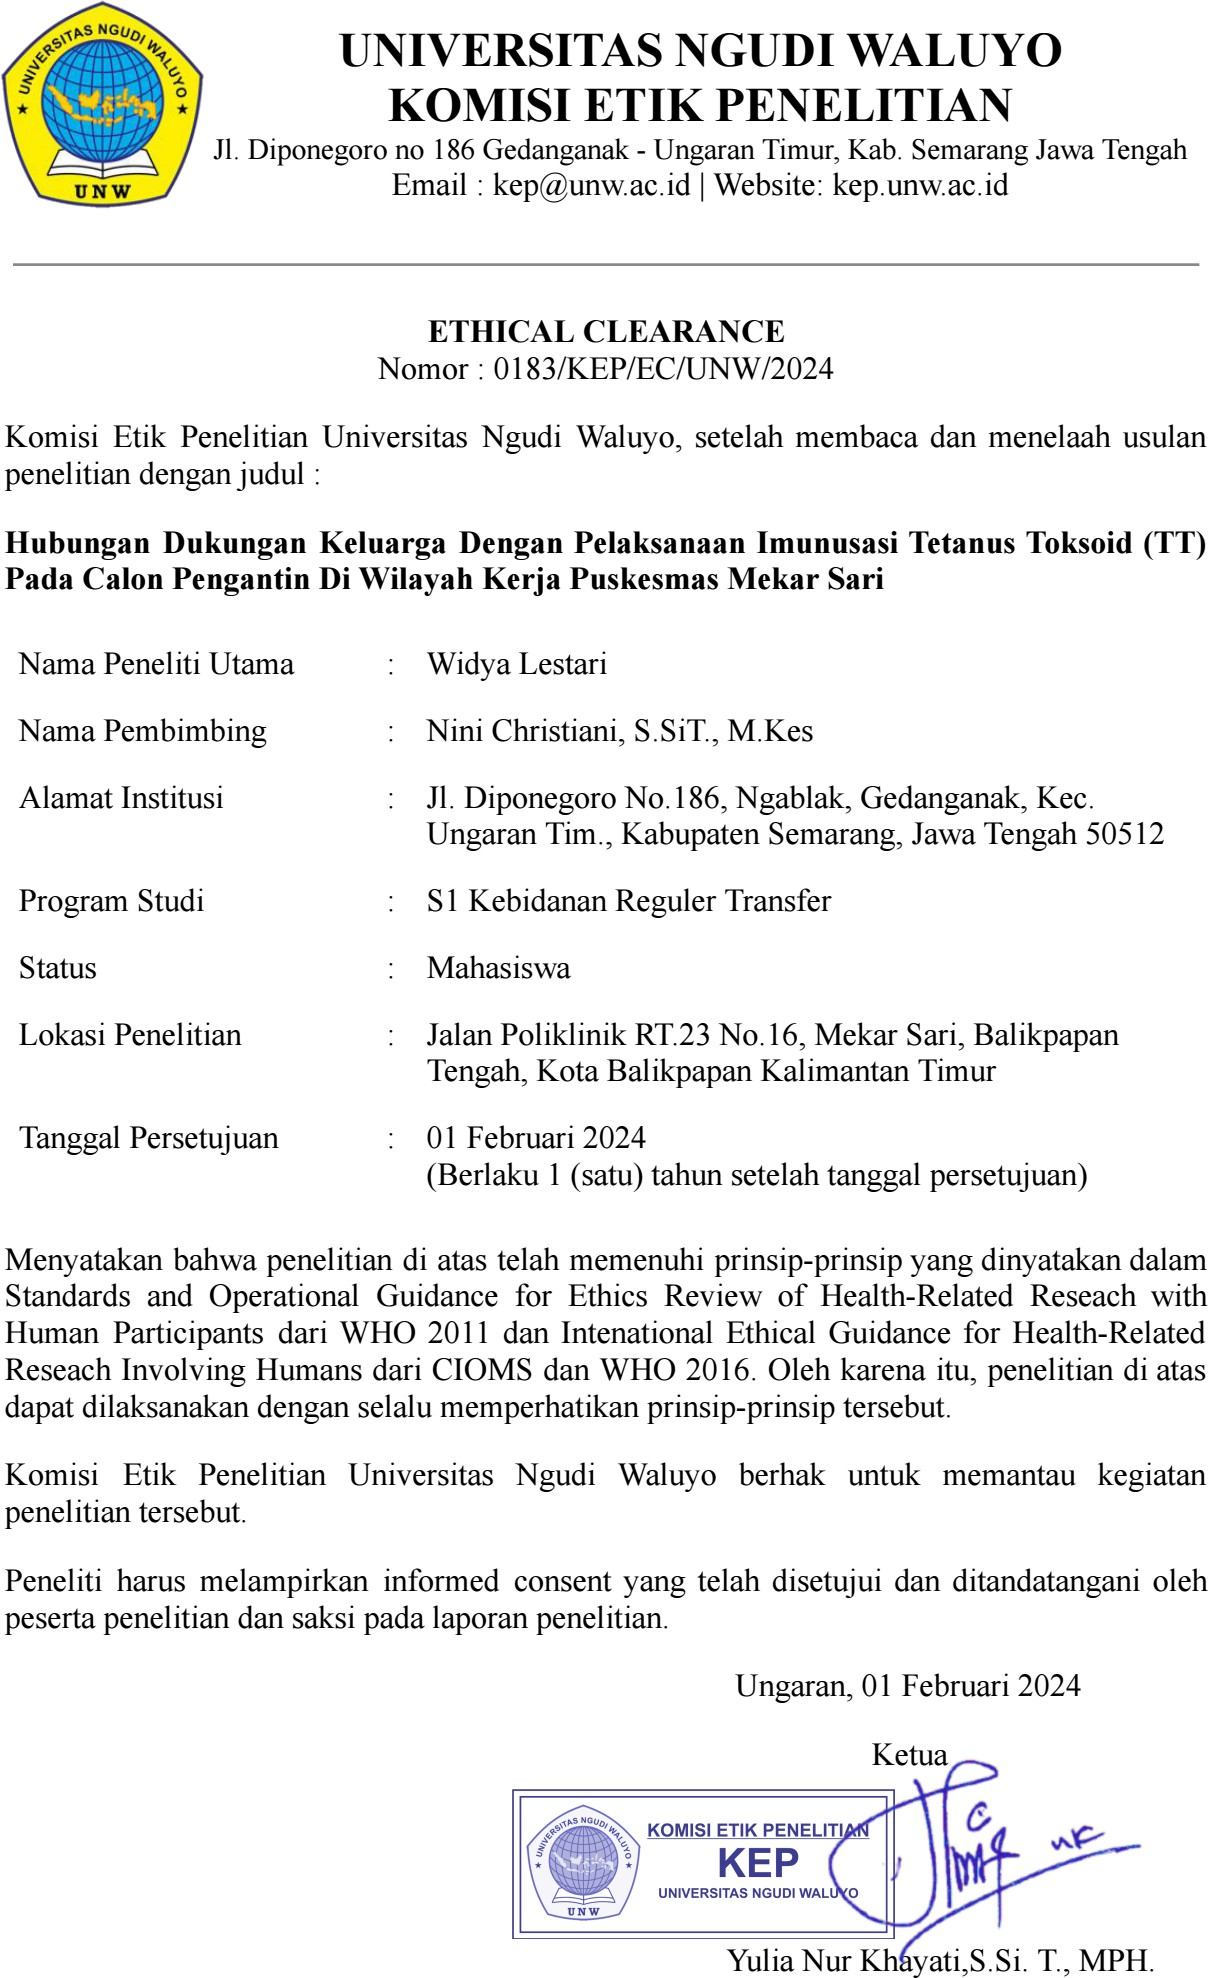 UNIVERSITAS NGUDI WALUYO
UNW
UNIVERSITAS NGUDI WALUYO
KOMISI ETIK PENELITIAN
Jl. Diponegoro no 186 Gedanganak - Ungaran Timur, Kab. Semarang Jawa Tengah
Email : kep@unw.ac.id | Website: kep.unw.ac.id
ETHICAL CLEARANCE
Nomor : 0183/KEP/EC/UNW/2024
Komisi Etik Penelitian Universitas Ngudi Waluyo, setelah membaca dan menelaah usulan
penelitian dengan judul :
Hubungan Dukungan Keluarga Dengan Pelaksanaan Imunusasi Tetanus Toksoid (TT)
Pada Calon Pengantin Di Wilayah Kerja Puskesmas Mekar Sari
Nama Peneliti Utama : Widya Lestari
Nama Pembimbing : Nini Christiani, S.SiT., M.Kes
Alamat Institusi : Jl. Diponegoro No.186, Ngablak, Gedanganak, Kec.
Ungaran Tim., Kabupaten Semarang, Jawa Tengah 50512
Program Studi : S1 Kebidanan Reguler Transfer
Status : Mahasiswa
Lokasi Penelitian : Jalan Poliklinik RT.23 No.16, Mekar Sari, Balikpapan
Tengah, Kota Balikpapan Kalimantan Timur
Tanggal Persetujuan : 01 Februari 2024
(Berlaku 1 (satu) tahun setelah tanggal persetujuan)
Menyatakan bahwa penelitian di atas telah memenuhi prinsip-prinsip yang dinyatakan dalam
Standards and Operational Guidance for Ethics Review of Health-Related Reseach with
Human Participants dari WHO 2011 dan Intenational Ethical Guidance for Health-Related
Reseach Involving Humans dari CIOMS dan WHO 2016. Oleh karena itu, penelitian di atas
dapat dilaksanakan dengan selalu memperhatikan prinsip-prinsip tersebut.
Komisi Etik Penelitian Universitas Ngudi Waluyo berhak untuk memantau kegiatan
penelitian tersebut.
Peneliti harus melampirkan informed consent yang telah disetujui dan ditandatangani oleh
peserta penelitian dan saksi pada laporan penelitian.
Ungaran, 01 Februari 2024
Ketua
UNIVERSITAS NGUDI WALUYO
UNW
KOMISI ETIK PENELITIAN
KEP
UNIVERSITAS NGUDI WALUYO
Yulia Nur Khayati,S.Si. T., MPH.